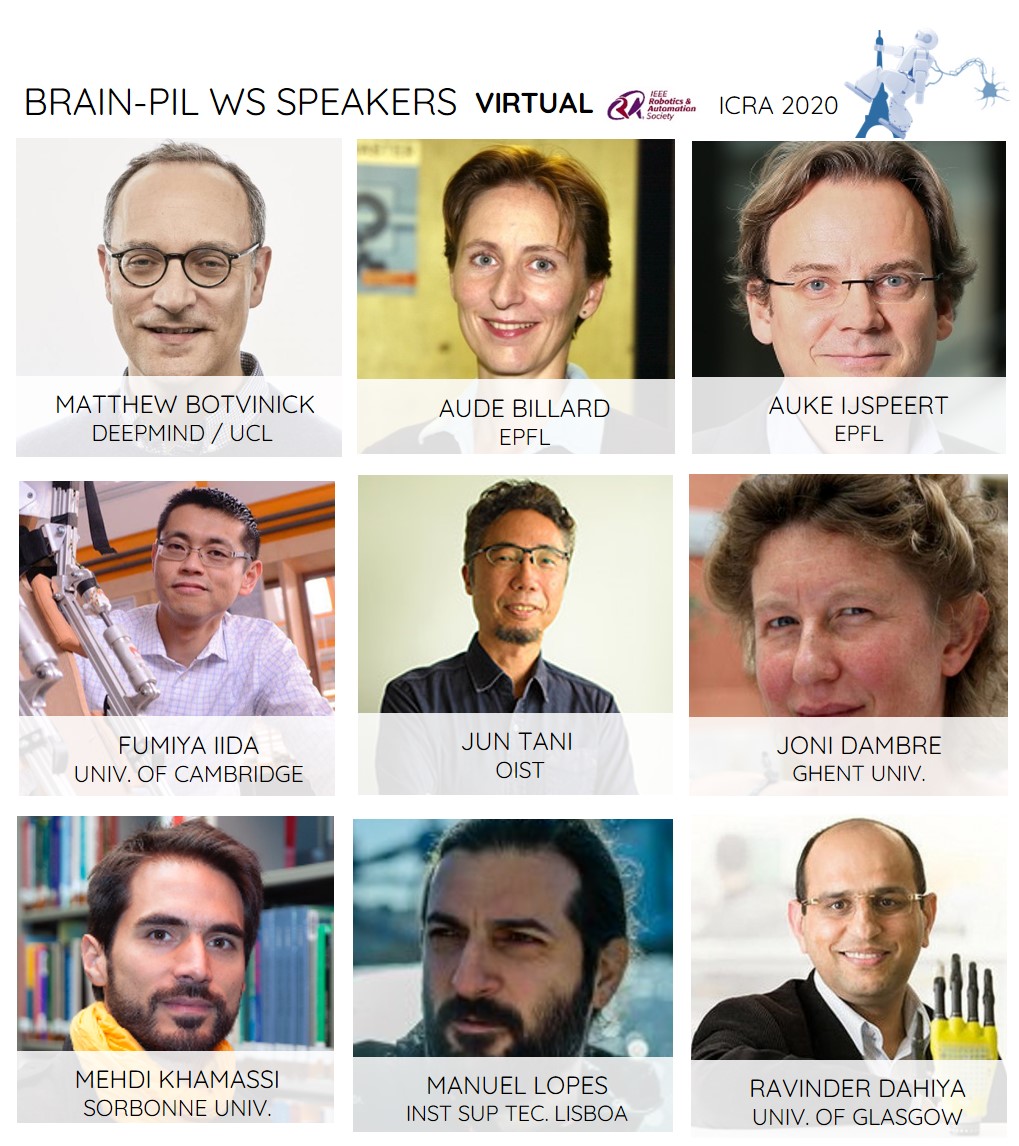 BRAIN-PIL WS SPEAKERS VIRTUAL IEEE Robotics & Automation Society ICRA 2020
MATTHEW BOTVINICK
DEEPMIND / UCL
AUDE BILLARD
EPFL
AUKE IJSPEERT
EPFL
FUMIYA IIDA
UNIV. OF CAMBRIDGE
JUN TANI
OIST
JONI DAMBRE
GHENT UNIV.
MEHDI KHAMASSI
SORBONNE UNIV.
MANUEL LOPES
INST SUP TEC. LISBOA
RAVINDER DAHIYA
UNIV. OF GLASGOW